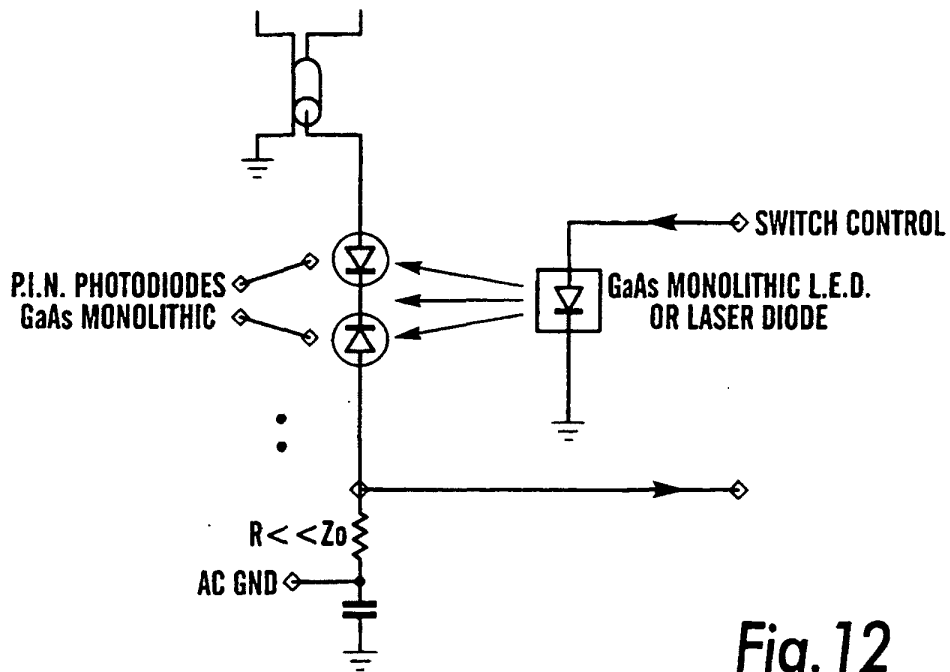 SWITCH CONTROL
P.I.N. PHOTODIODES
GaAs MONOLITHIC
GaAs MONOLITHIC L.E.D.
OR LASER DIODE
R<<Zo
AC GND
Fig. 12